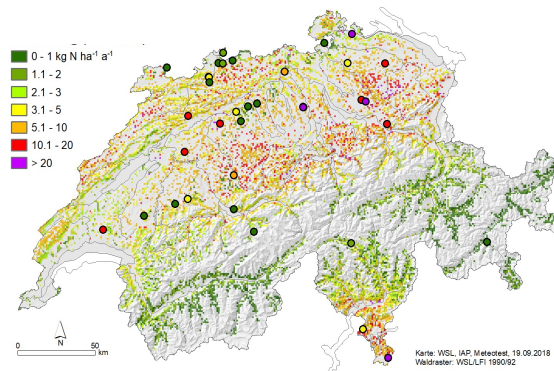 0 - 1 kg N ha⁻¹ a⁻¹
1.1 - 2
2.1 - 3
3.1 - 5
5.1 - 10
10.1 - 20
> 20
N
0 50
km
Karte: WSL, IAP, Meteotest, 19.09.2018
Waldraster: WSL/LFI 1990/92